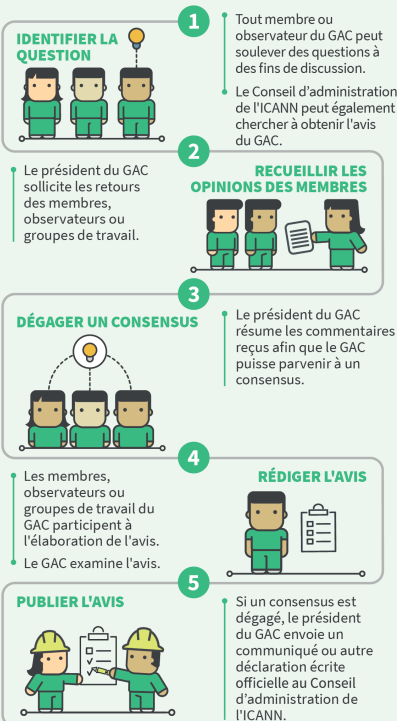 1
IDENTIFIER LA
QUESTION
Tout membre ou
observateur du GAC peut
soulever des questions à
des fins de discussion.
Le Conseil d'administration
de l'ICANN peut également
chercher à obtenir l'avis
du GAC.
2
Le président du GAC
sollicite les retours
des membres,
observateurs ou
groupes de travail.
RECUEILLIR LES
OPINIONS DES MEMBRES
3
DÉGAGER UN CONSENSUS
Le président du GAC
résume les commentaires
reçus afin que le GAC
puisse parvenir à un
consensus.
4
Les membres,
observateurs ou
groupes de travail du
GAC participent à
l'élaboration de l'avis.
Le GAC examine l'avis.
RÉDIGER L'AVIS
5
PUBLIER L'AVIS
Si un consensus est
dégagé, le président
du GAC envoie un
communiqué ou autre
déclaration écrite
officielle au Conseil
d'administration de
l'ICANN.